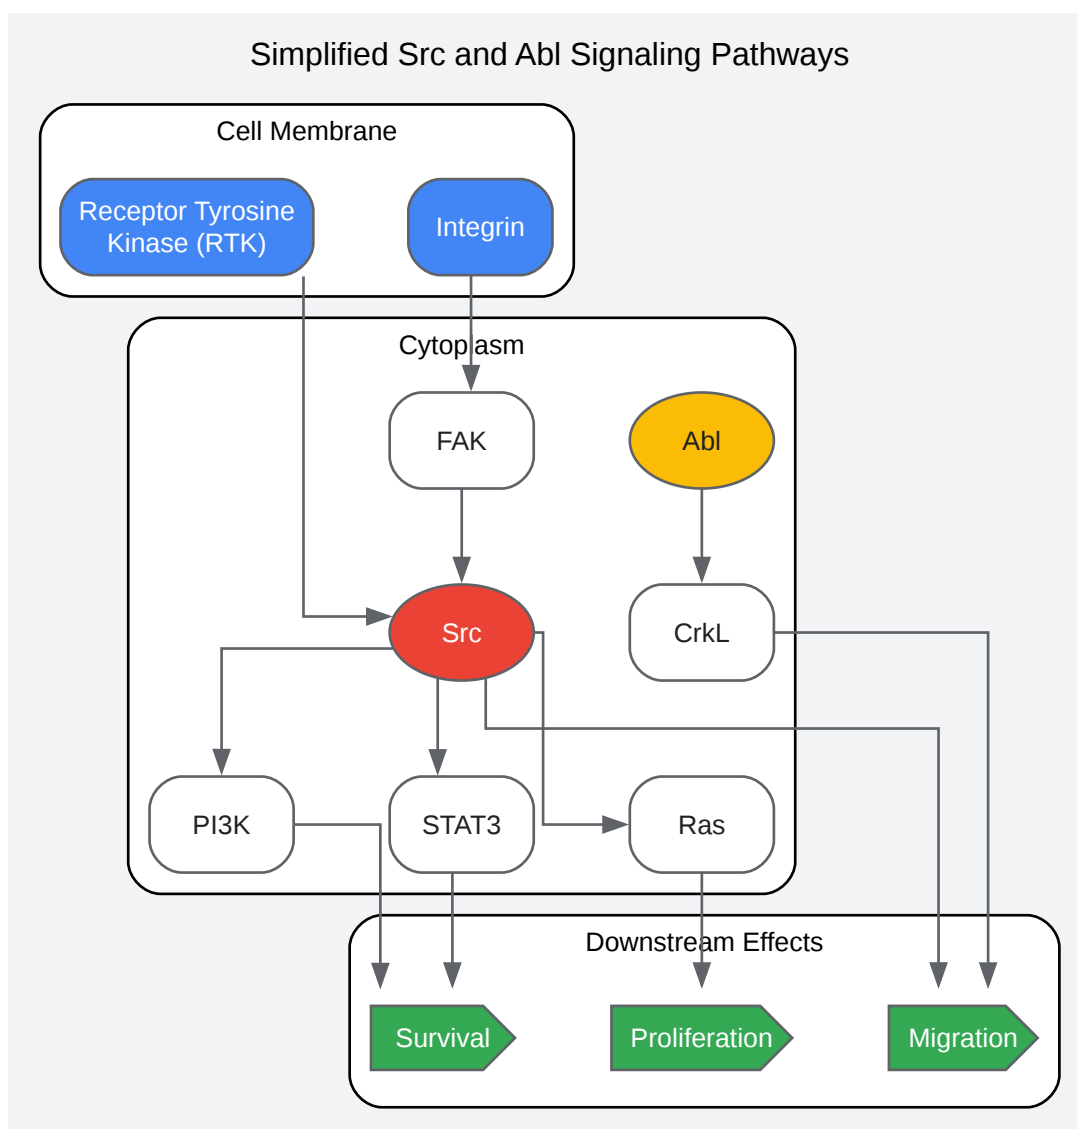 Simplified Src and Abl Signaling Pathways
Cell Membrane
Receptor Tyrosine
Kinase (RTK)
Integrin
Cytoplasm
FAK
Abl
Src
CrkL
PI3K
STAT3
Ras
Downstream Effects
Survival
Proliferation
Migration